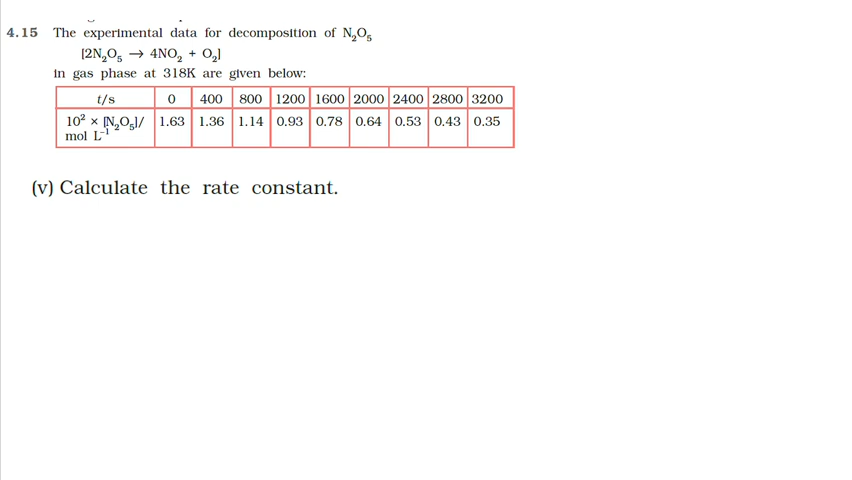 4.15 The experimental data for decomposition of N₂O₅
[2N₂O₅ → 4NO₂ + O₂]
in gas phase at 318K are given below:
t/s 0 400 800 1200 1600 2000 2400 2800 3200
10² × [N₂O₅]/ 1.63 1.36 1.14 0.93 0.78 0.64 0.53 0.43 0.35
mol L⁻¹
(v) Calculate the rate constant.